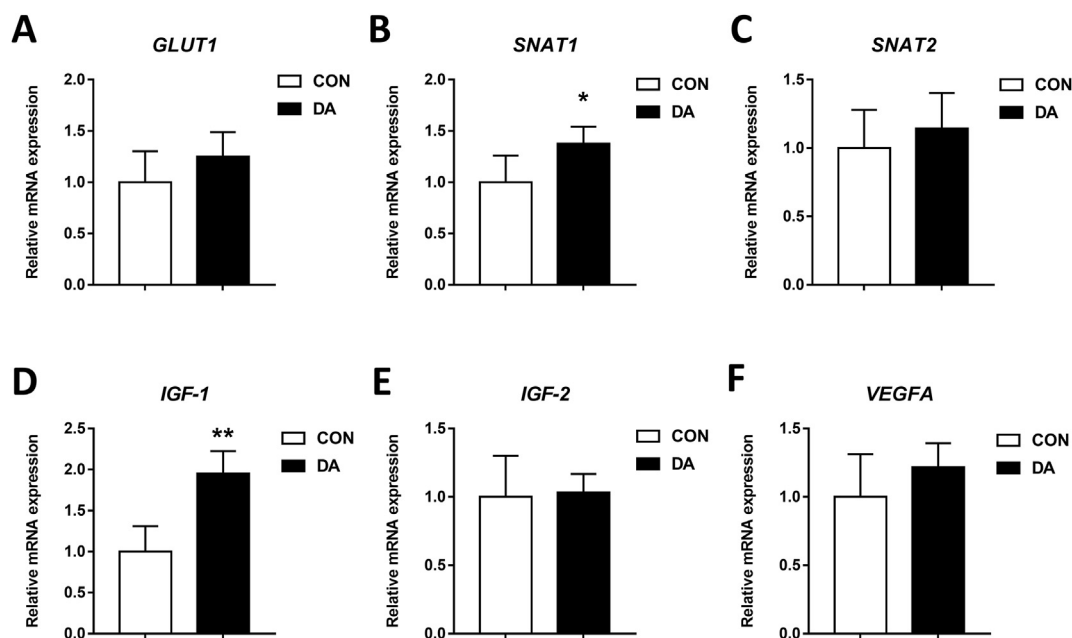 A
GLUT1
Relative mRNA expression
2.0
1.5
1.0
0.5
0.0
CON
DA
B
SNAT1
Relative mRNA expression
2.0
1.5
1.0
0.5
0.0
*
CON
DA
C
SNAT2
Relative mRNA expression
1.5
1.0
0.5
0.0
CON
DA
D
IGF-1
Relative mRNA expression
2.5
2.0
1.5
1.0
0.5
0.0
**
CON
DA
E
IGF-2
Relative mRNA expression
1.5
1.0
0.5
0.0
CON
DA
F
VEGFA
Relative mRNA expression
1.5
1.0
0.5
0.0
CON
DA